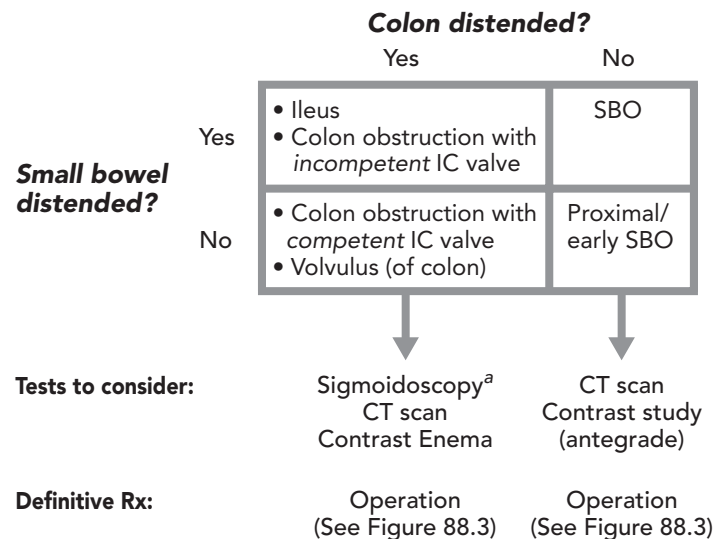 Colon distended?
Yes No
Yes
• Ileus
• Colon obstruction with
incompetent IC valve
SBO
Small bowel
distended?
No
• Colon obstruction with
competent IC valve
• Volvulus (of colon)
Proximal/
early SBO
Tests to consider:
Sigmoidoscopya
CT scan
Contrast Enema
CT scan
Contrast study
(antegrade)
Definitive Rx:
Operation
(See Figure 88.3)
Operation
(See Figure 88.3)